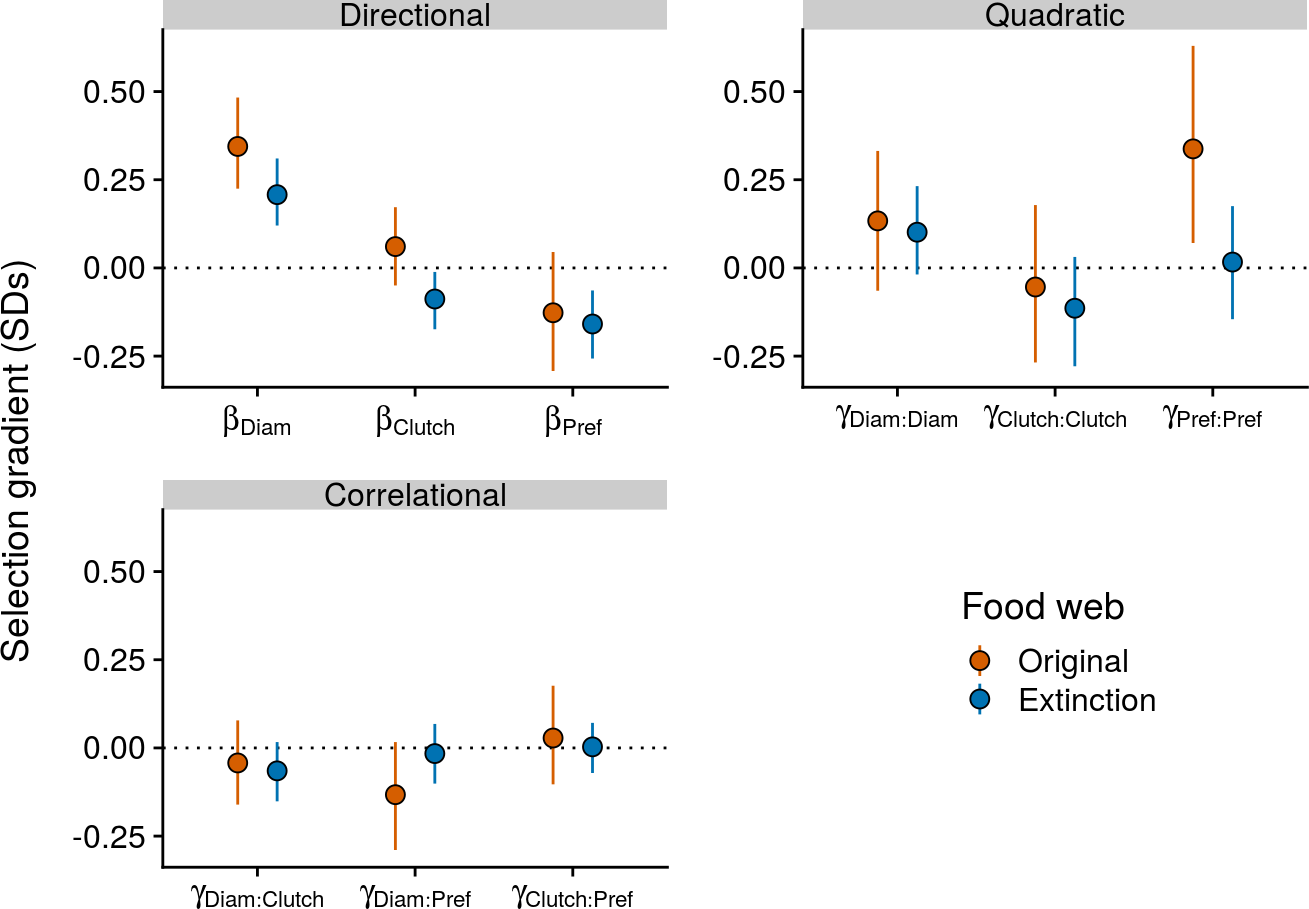 Directional
Quadratic
Selection gradient (SDs)
0.50
0.25
0.00
-0.25
βDiam
βClutch
βPref
0.50
0.25
0.00
-0.25
γDiam:Diam
γClutch:Clutch
γPref:Pref
Correlational
0.50
0.25
0.00
-0.25
γDiam:Clutch
γDiam:Pref
γClutch:Pref
Food web
Original
Extinction